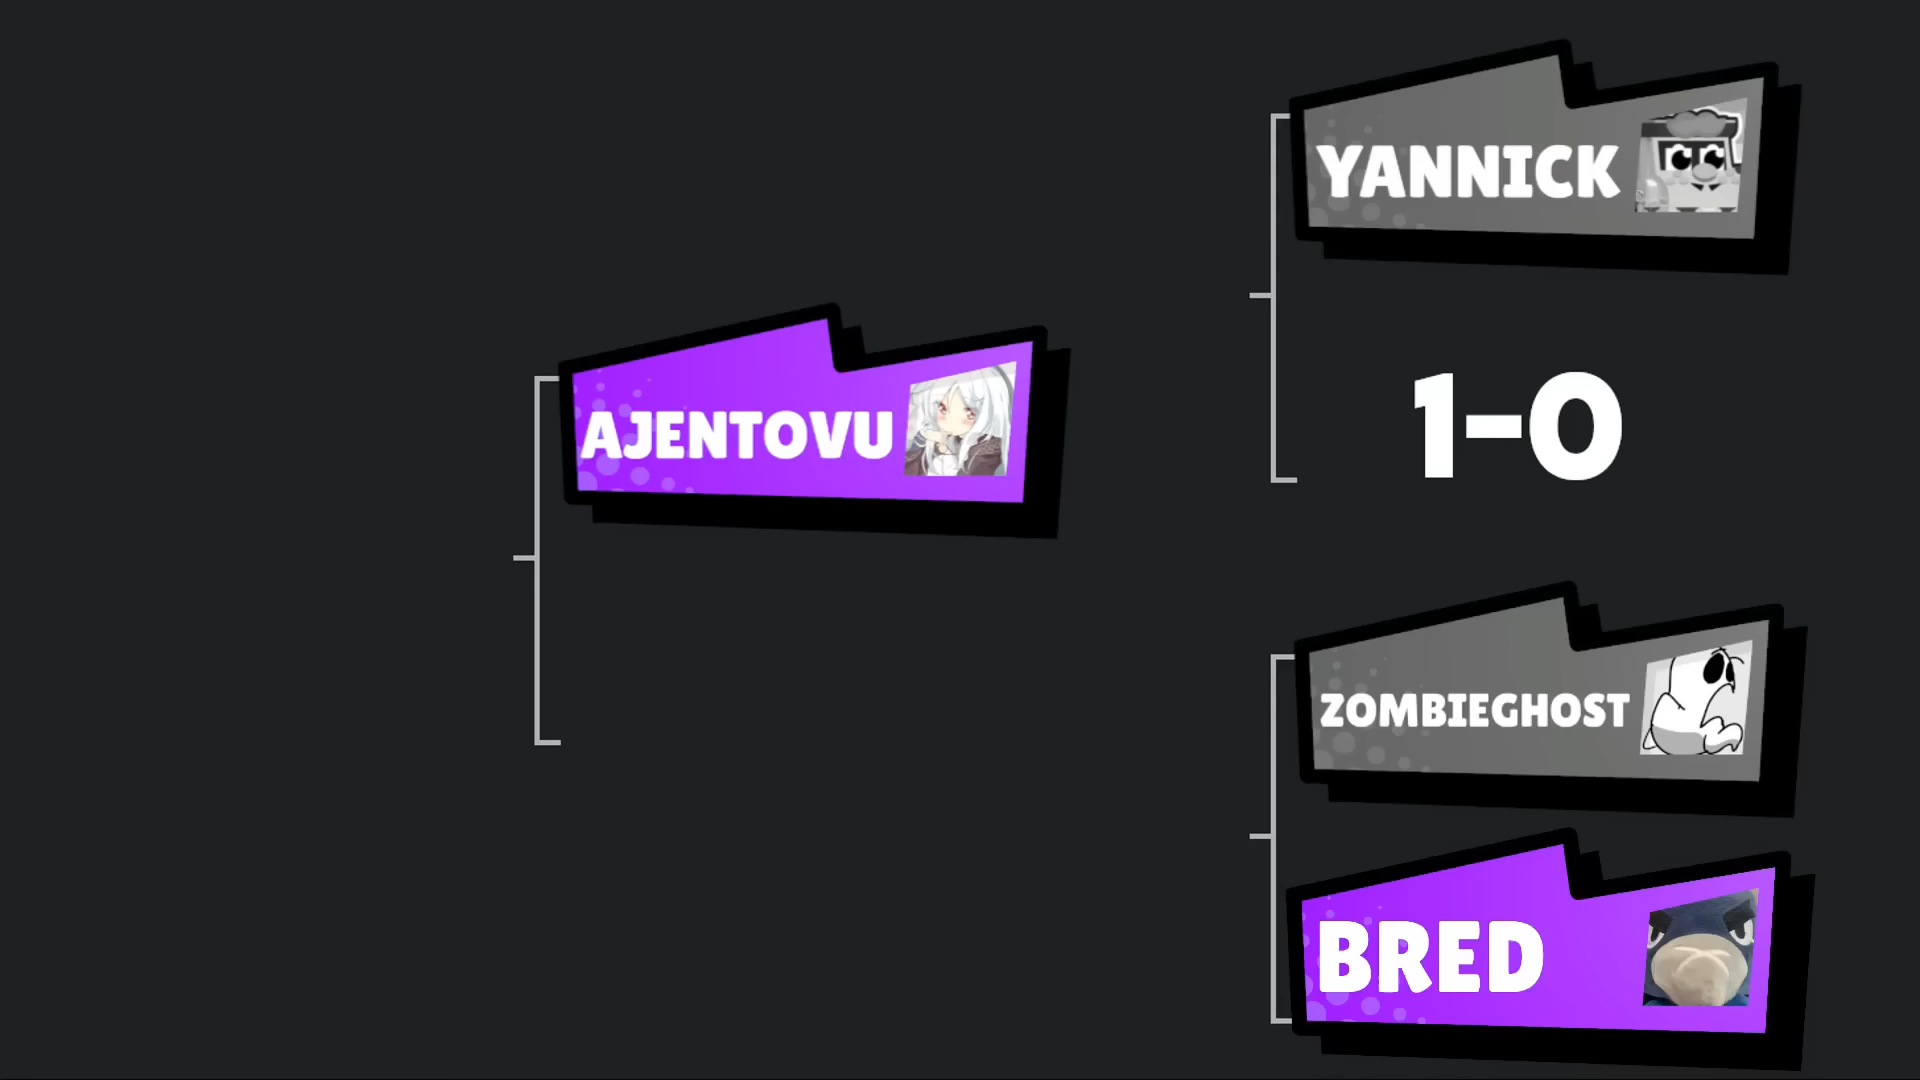 YANNICK
1-0
AJENTOVU
ZOMBIEGHOST
BRED